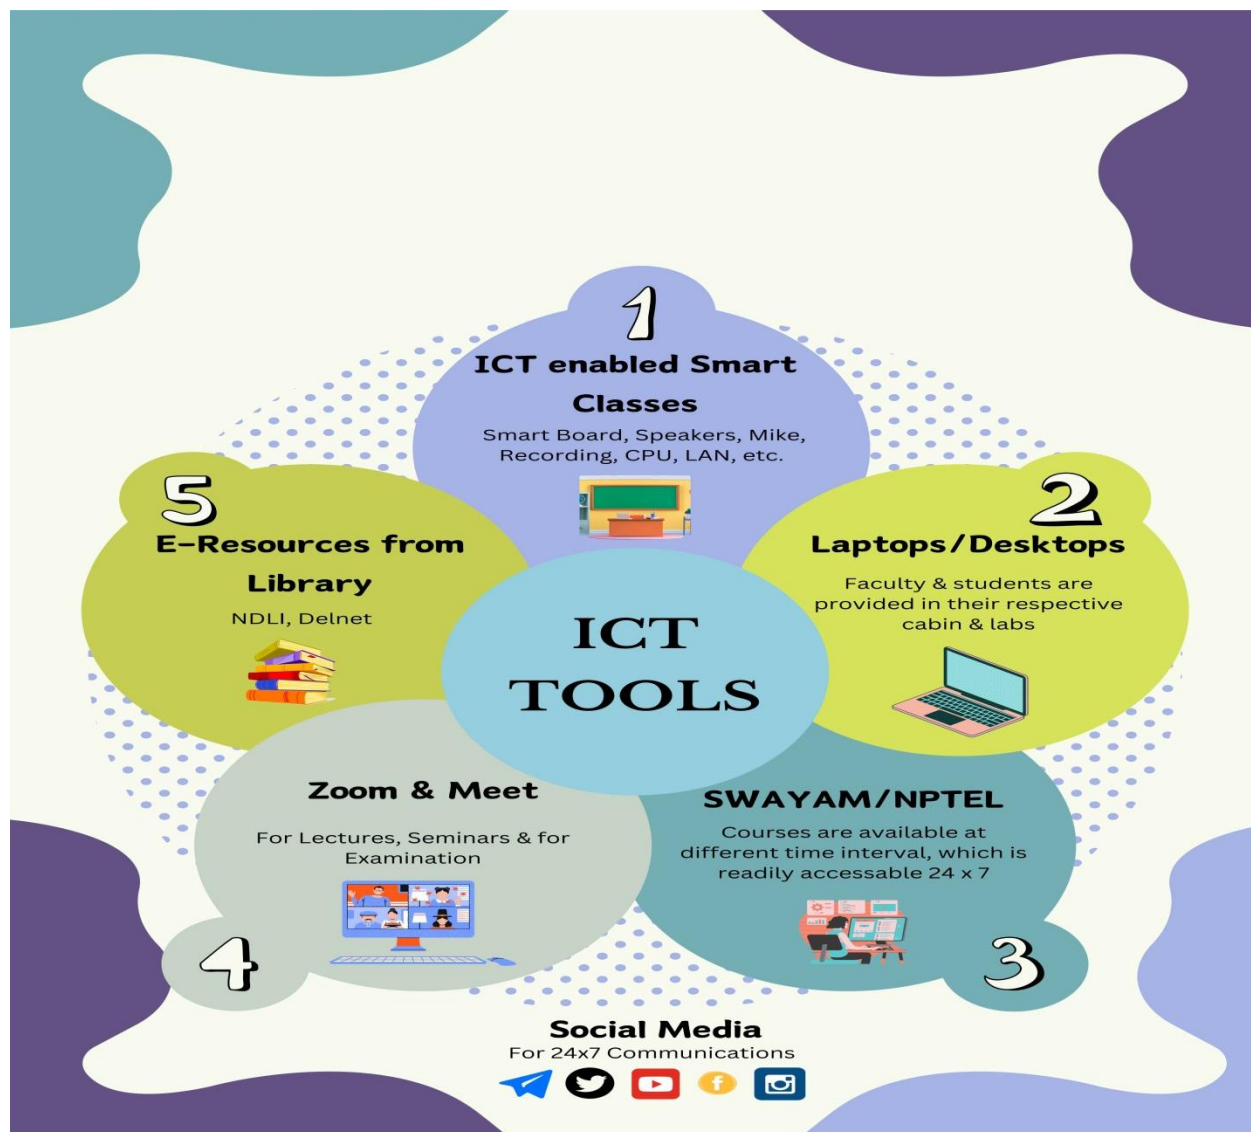 1
ICT enabled Smart
Classes
Smart Board, Speakers, Mike,
Recording, CPU, LAN, etc.
2
Laptops/Desktops
Faculty & students are
provided in their respective
cabin & labs
3
SWAYAM/NPTEL
Courses are available at
different time interval, which is
readily accessable 24 x 7
4
Zoom & Meet
For Lectures, Seminars & for
Examination
5
E-Resources from
Library
NDLI, Delnet
ICT
TOOLS
Social Media
For 24x7 Communications